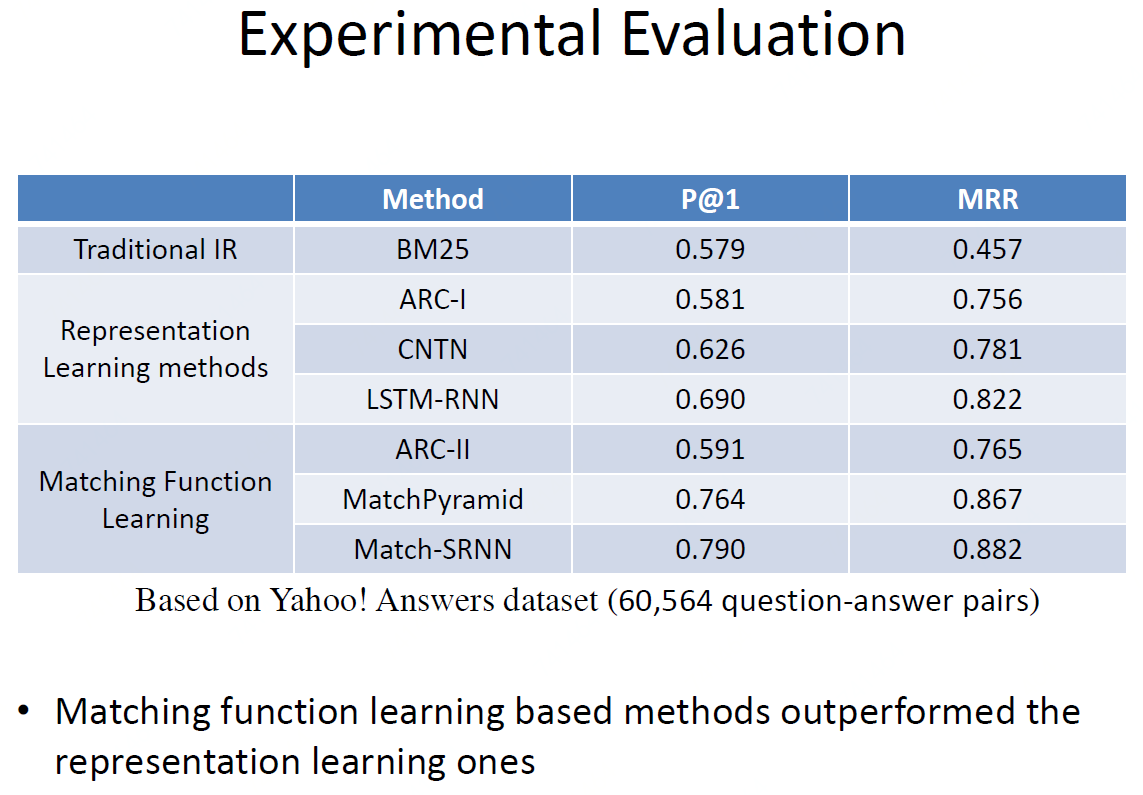 Experimental Evaluation
Method P@1 MRR
Traditional IR BM25 0.579 0.457
Representation Learning methods ARC-I 0.581 0.756
CNTN 0.626 0.781
LSTM-RNN 0.690 0.822
Matching Function Learning ARC-II 0.591 0.765
MatchPyramid 0.764 0.867
Match-SRNN 0.790 0.882
Based on Yahoo! Answers dataset (60,564 question-answer pairs)
• Matching function learning based methods outperformed the
representation learning ones